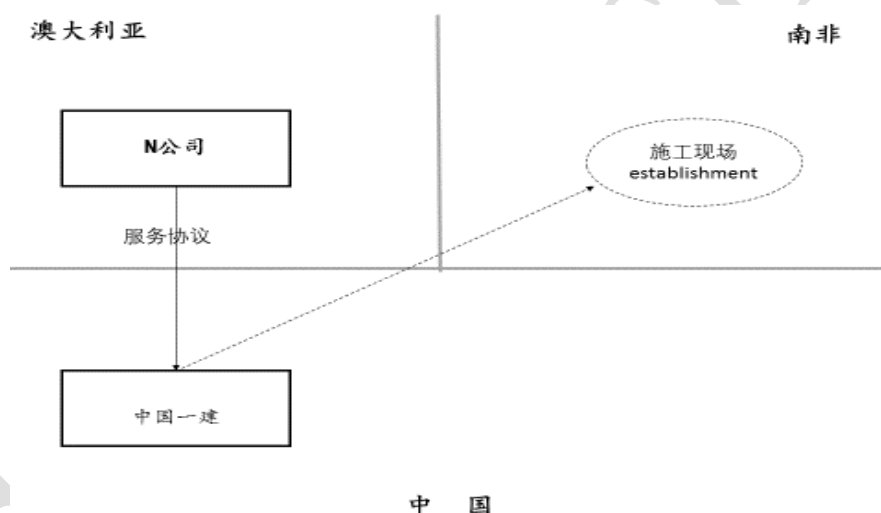 澳大利亚
南非
N公司
施工现场
establishment
服务协议
中国一建
中 国